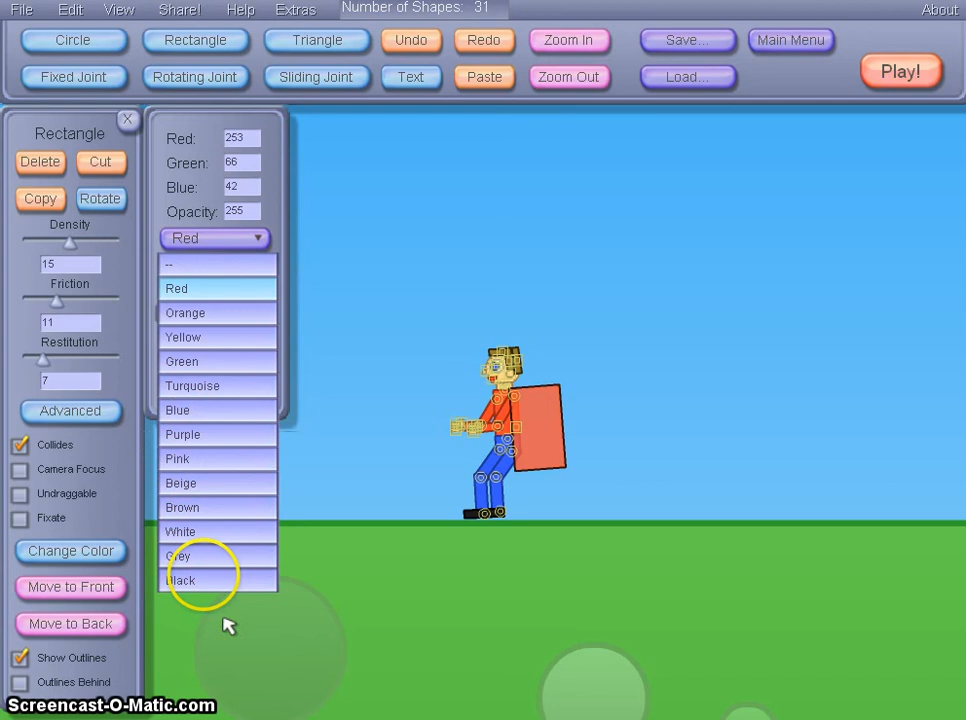 File Edit View Share! Help Extras Number of Shapes: 31 About
Circle Rectangle Triangle Undo Redo Zoom In Save... Main Menu
Fixed Joint Rotating Joint Sliding Joint Text Paste Zoom Out Load... Play!
Rectangle X
Delete Cut
Copy Rotate
Density
15
Friction
11
Restitution
7
Advanced
Collides
Camera Focus
Undraggable
Fixate
Change Color
Move to Front
Move to Back
Show Outlines
Outlines Behind
Red: 253
Green: 66
Blue: 42
Opacity: 255
Red
--
Red
Orange
Yellow
Green
Turquoise
Blue
Purple
Pink
Beige
Brown
White
Grey
Black
Screencast-O-Matic.com